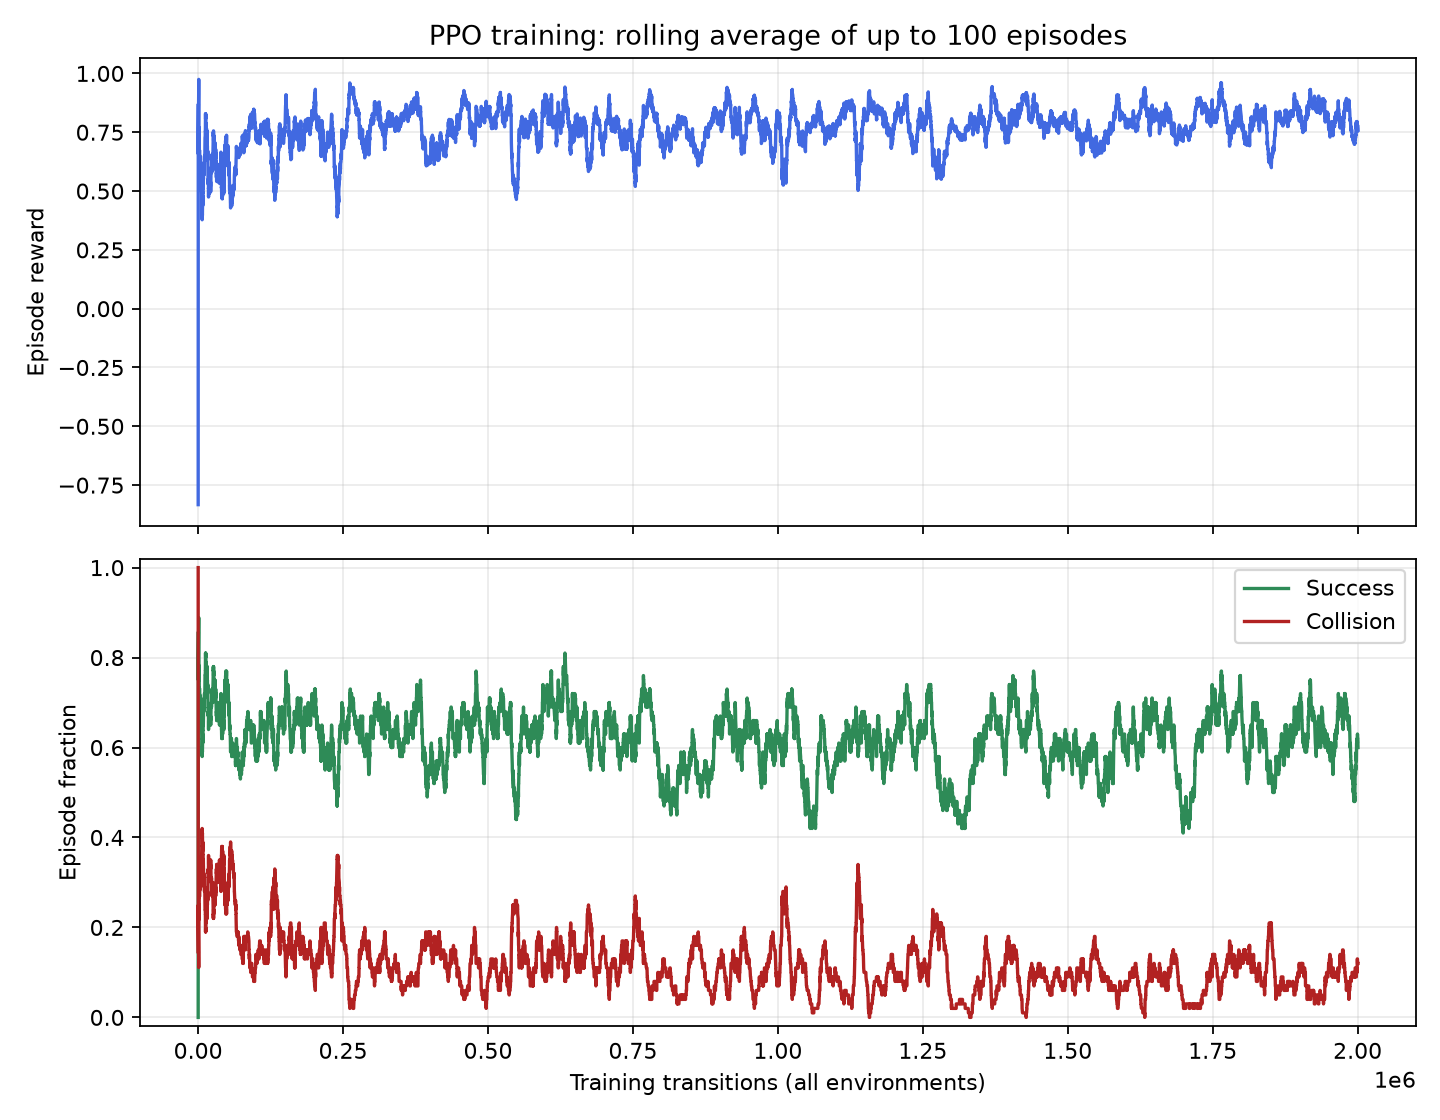 PPO training: rolling average of up to 100 episodes
1.00
0.75
0.50
0.25
0.00
−0.25
−0.50
−0.75
Episode reward
1.0
0.8
0.6
0.4
0.2
0.0
Episode fraction
Success
Collision
0.00 0.25 0.50 0.75 1.00 1.25 1.50 1.75 2.00
1e6
Training transitions (all environments)